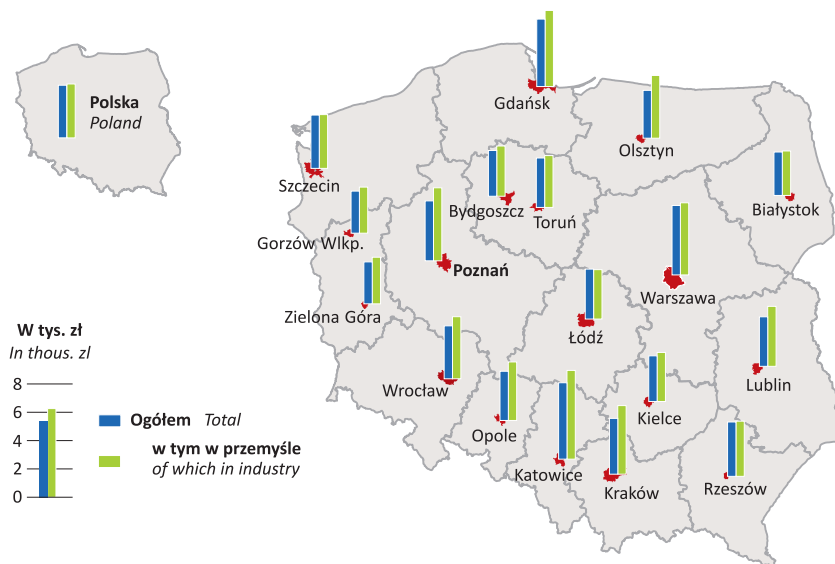 Polska
Poland
Gdańsk
Olsztyn
Szczecin
Bydgoszcz
Toruń
Białystok
Gorzów Wlkp.
Poznań
Zielona Góra
Warszawa
Łódź
Wrocław
Lublin
Opole
Kielce
Katowice
Kraków
Rzeszów
W tys. zł
In thous. zl
8
6
4
2
0
Ogółem Total
w tym w przemyśle
of which in industry